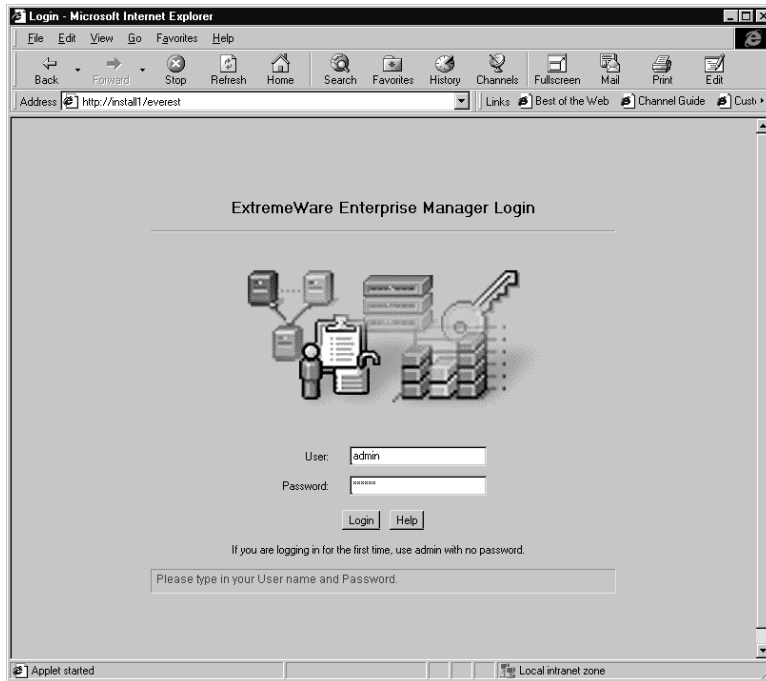 Login - Microsoft Internet Explorer
File Edit View Go Favorites Help
Back Forward Stop Refresh Home Search Favorites History Channels Fullscreen Mail Print Edit
Address http://install1/everest Links Best of the Web Channel Guide Custo
ExtremeWare Enterprise Manager Login
User: admin
Password: ******
Login Help
If you are logging in for the first time, use admin with no password.
Please type in your User name and Password.
Applet started Local intranet zone